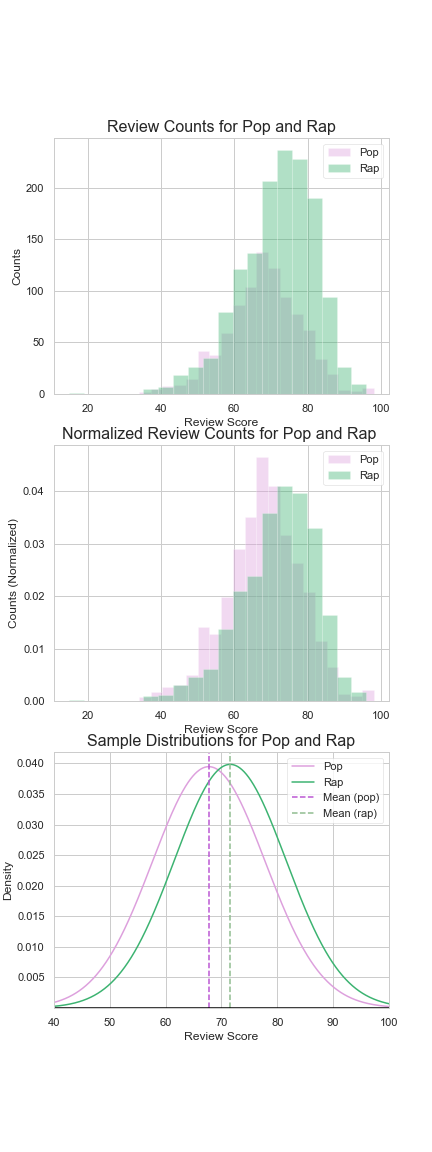 Review Counts for Pop and Rap
Pop
Rap
Counts
200
150
100
50
0
20 40 60 80 100
Review Score
Normalized Review Counts for Pop and Rap
Pop
Rap
Counts (Normalized)
0.04
0.03
0.02
0.01
0.00
20 40 60 80 100
Review Score
Sample Distributions for Pop and Rap
Pop
Rap
Mean (pop)
Mean (rap)
Density
0.040
0.035
0.030
0.025
0.020
0.015
0.010
0.005
40 50 60 70 80 90 100
Review Score